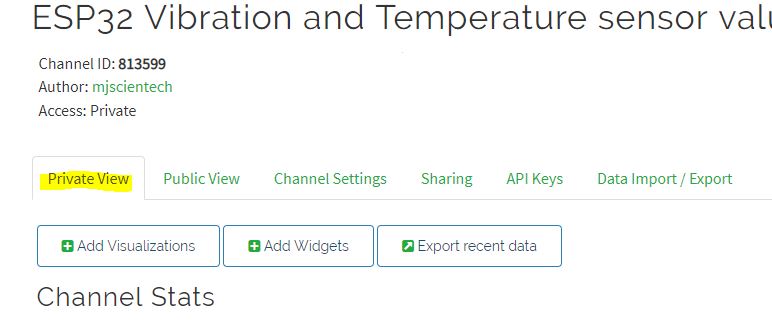 ESP32 Vibration and Temperature sensor
Channel ID: 813599
Author: mjscientech
Access: Private
Private View Public View Channel Settings Sharing API Keys Data Import / Export
Add Visualizations Add Widgets Export recent data
Channel Stats